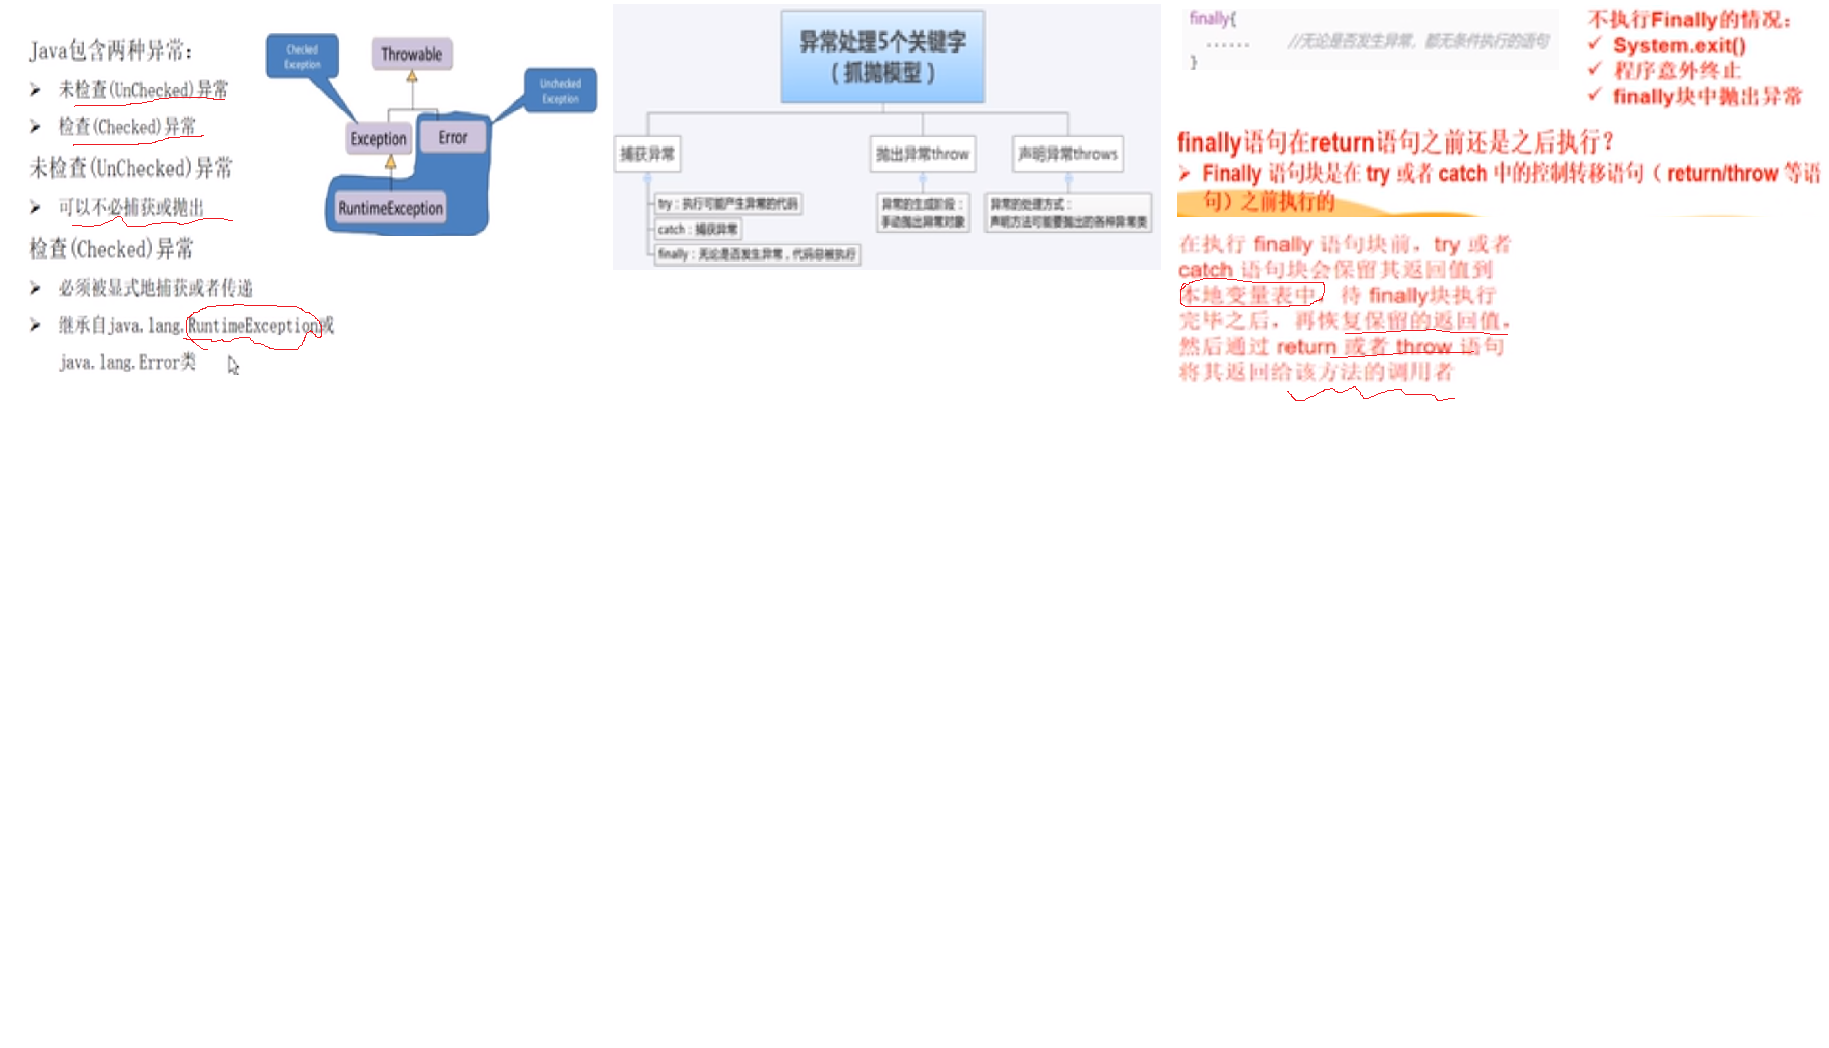 Java包含两种异常:
未检查(UnChecked)异常
检查(Checked)异常
未检查(UnChecked)异常
可以不必捕获或抛出
检查(Checked)异常
必须被显式地捕获或者传递
继承自java.lang.RuntimeException或
java.lang.Error类
Checked
Exception
Throwable
Unchecked
Exception
Exception
Error
RuntimeException
异常处理5个关键字
(抓抛模型)
捕获异常
抛出异常throw
声明异常throws
try:执行可能产生异常的代码
catch:捕获异常
finally:无论是否发生异常,代码总被执行
异常的生成阶段:
手动抛出异常对象
异常的处理方式:
声明方法可能要抛出的各种异常类
finally{
...... //无论是否发生异常,都无条件执行的语句
}
不执行Finally的情况:
✓ System.exit()
✓ 程序意外终止
✓ finally块中抛出异常
finally语句在return语句之前还是之后执行?
Finally 语句块是在 try 或者 catch 中的控制转移语句( return/throw 等语
句)之前执行的
在执行 finally 语句块前,try 或者
catch 语句块会保留其返回值到
本地变量表中,待 finally块执行
完毕之后,再恢复保留的返回值,
然后通过 return 或者 throw 语句
将其返回给该方法的调用者